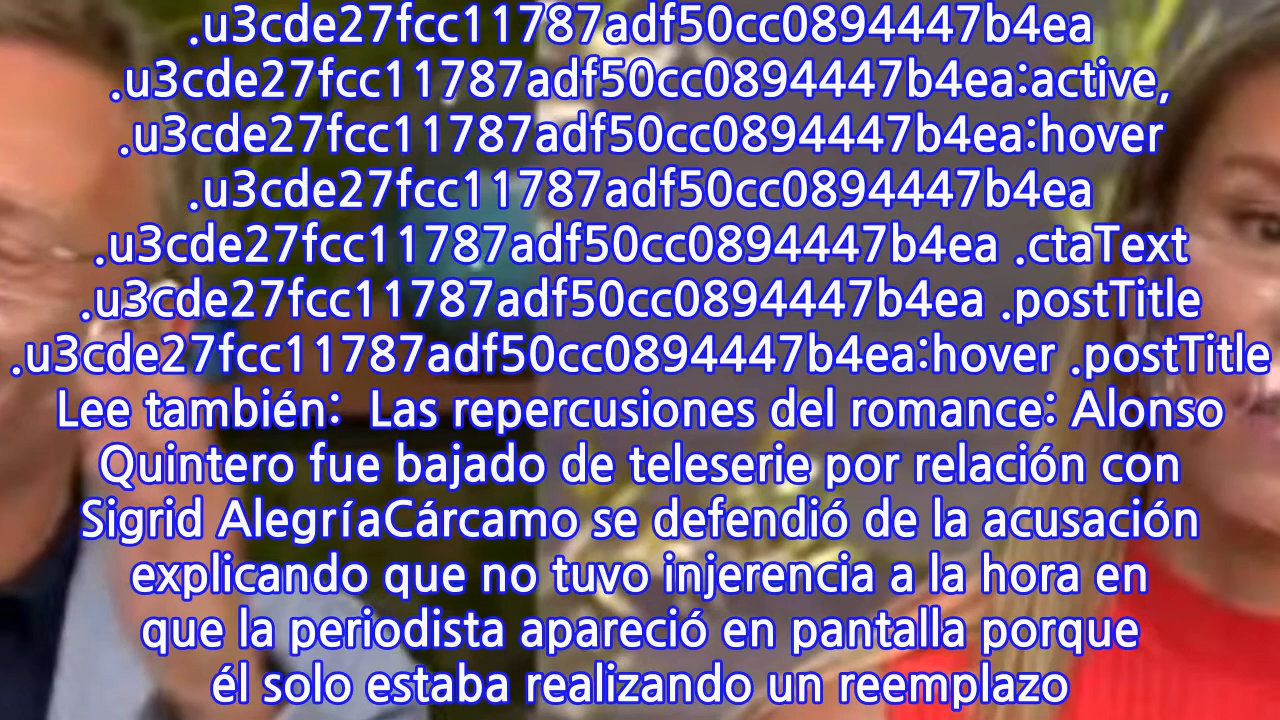 .u3cde27fcc11787adf50cc0894447b4ea
.u3cde27fcc11787adf50cc0894447b4ea:active,
.u3cde27fcc11787adf50cc0894447b4ea:hover
.u3cde27fcc11787adf50cc0894447b4ea
.u3cde27fcc11787adf50cc0894447b4ea .ctaText
.u3cde27fcc11787adf50cc0894447b4ea .postTitle
.u3cde27fcc11787adf50cc0894447b4ea:hover .postTitle
Lee también:  Las repercusiones del romance: Alonso
Quintero fue bajado de teleserie por relación con
Sigrid AlegríaCárcamo se defendió de la acusación
explicando que no tuvo injerencia a la hora en
que la periodista apareció en pantalla porque
él solo estaba realizando un reemplazo